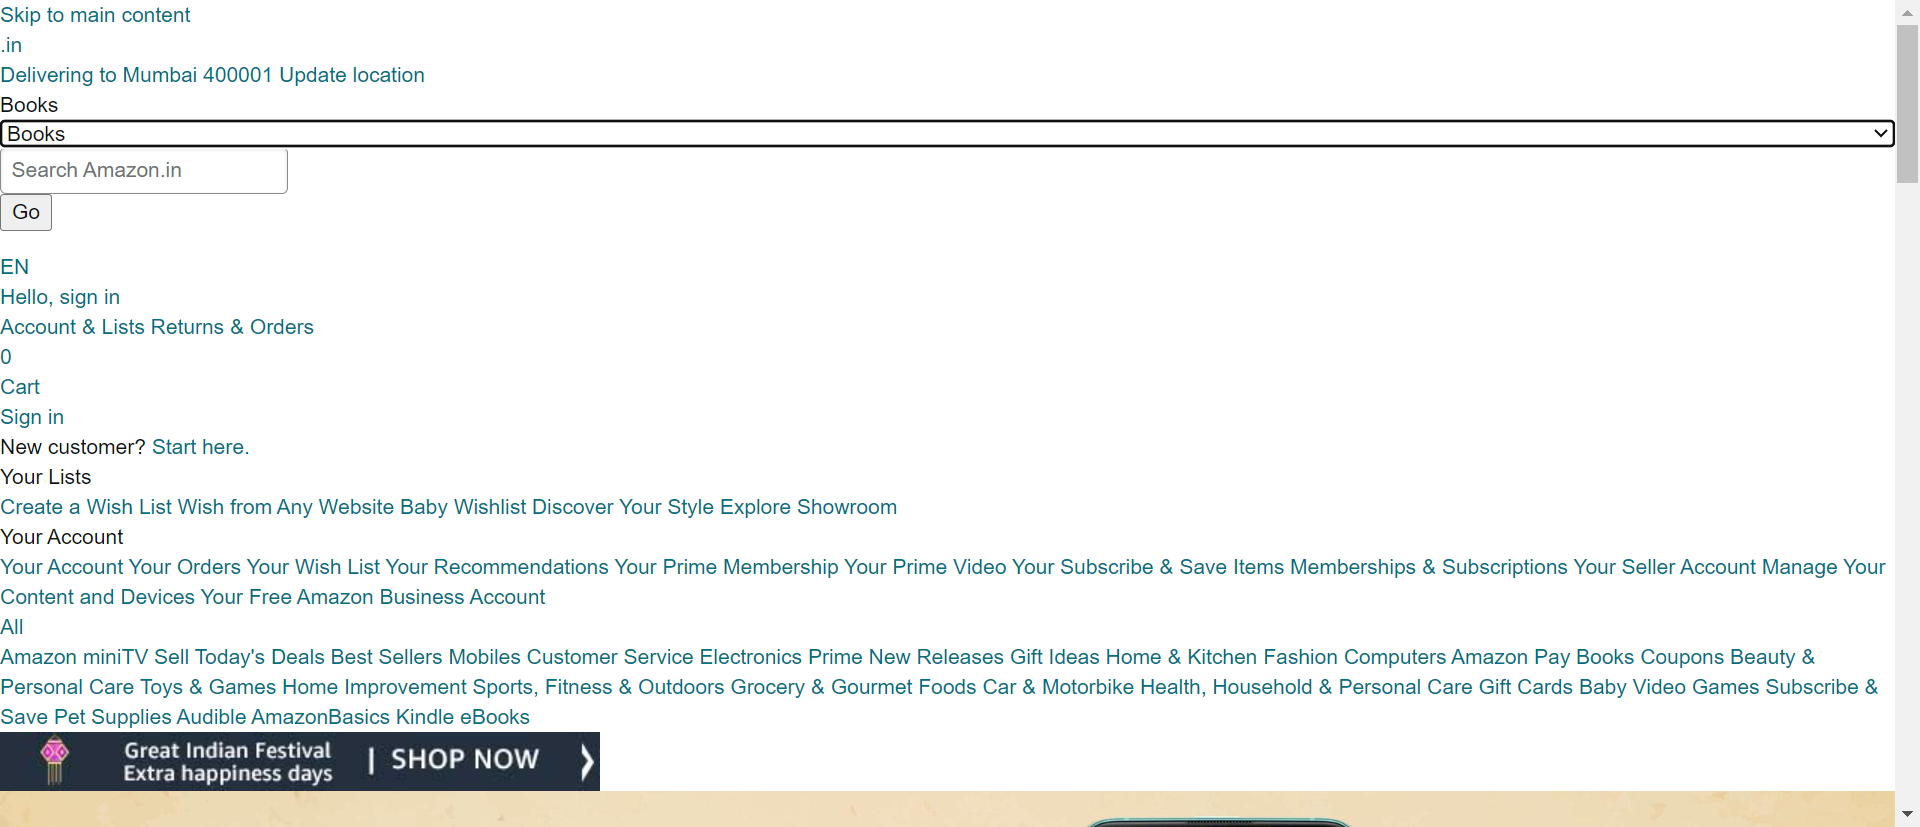 Skip to main content
.in
Delivering to Mumbai 400001 Update location
Books
Books
Search Amazon.in
Go
EN
Hello, sign in
Account & Lists Returns & Orders
0
Cart
Sign in
New customer? Start here.
Your Lists
Create a Wish List Wish from Any Website Baby Wishlist Discover Your Style Explore Showroom
Your Account
Your Account Your Orders Your Wish List Your Recommendations Your Prime Membership Your Prime Video Your Subscribe & Save Items Memberships & Subscriptions Your Seller Account Manage Your
Content and Devices Your Free Amazon Business Account
All
Amazon miniTV Sell Today's Deals Best Sellers Mobiles Customer Service Electronics Prime New Releases Gift Ideas Home & Kitchen Fashion Computers Amazon Pay Books Coupons Beauty &
Personal Care Toys & Games Home Improvement Sports, Fitness & Outdoors Grocery & Gourmet Foods Car & Motorbike Health, Household & Personal Care Gift Cards Baby Video Games Subscribe &
Save Pet Supplies Audible AmazonBasics Kindle eBooks
Great Indian Festival
Extra happiness days
| SHOP NOW